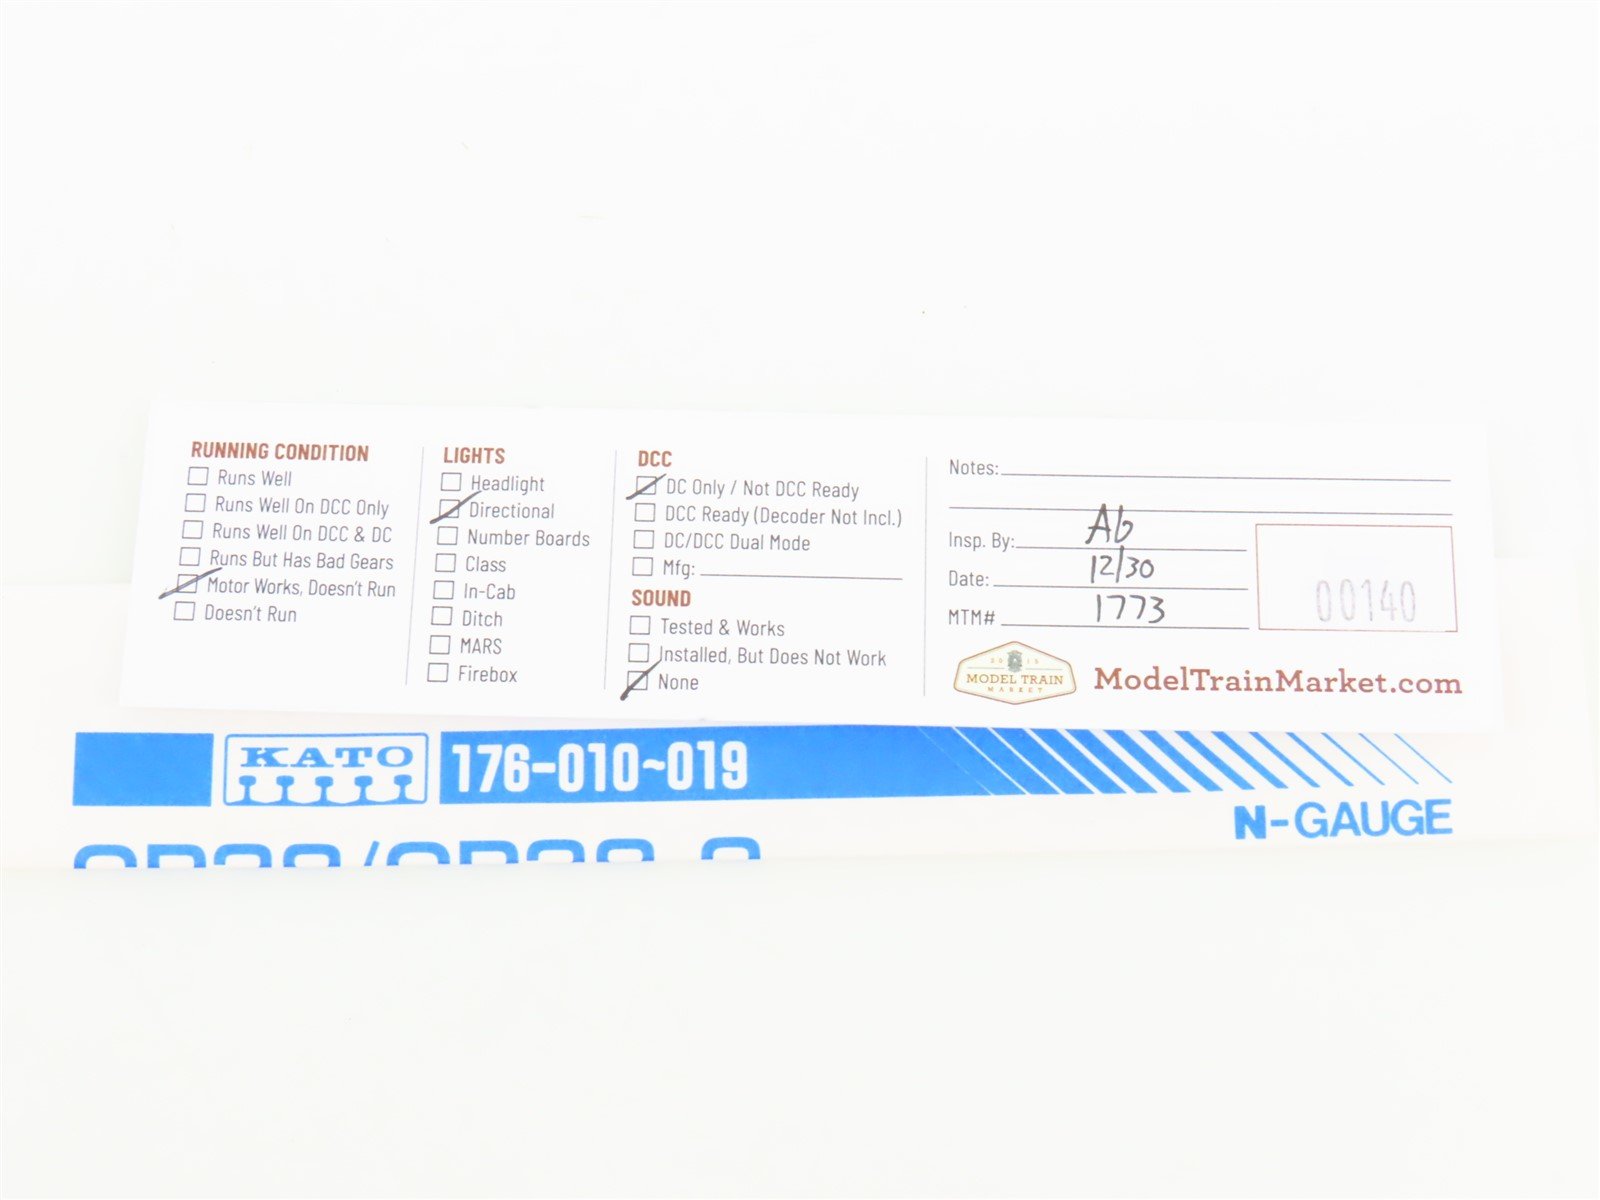 RUNNING CONDITION
Runs Well
Runs Well On DCC Only
Runs Well On DCC & DC
Runs But Has Bad Gears
Motor Works, Doesn't Run
Doesn't Run
LIGHTS
Headlight
Directional
Number Boards
Class
In-Cab
Ditch
MARS
Firebox
DCC
DC Only / Not DCC Ready
DCC Ready (Decoder Not Incl.)
DC/DCC Dual Mode
Mfg:
SOUND
Tested & Works
Installed, But Does Not Work
None
Notes:
Insp. By: Ab
Date: 12/30
MTM# 1773
00140
2015
MODEL TRAIN
MARKET
ModelTrainMarket.com
KATO
176-010~019
N-GAUGE